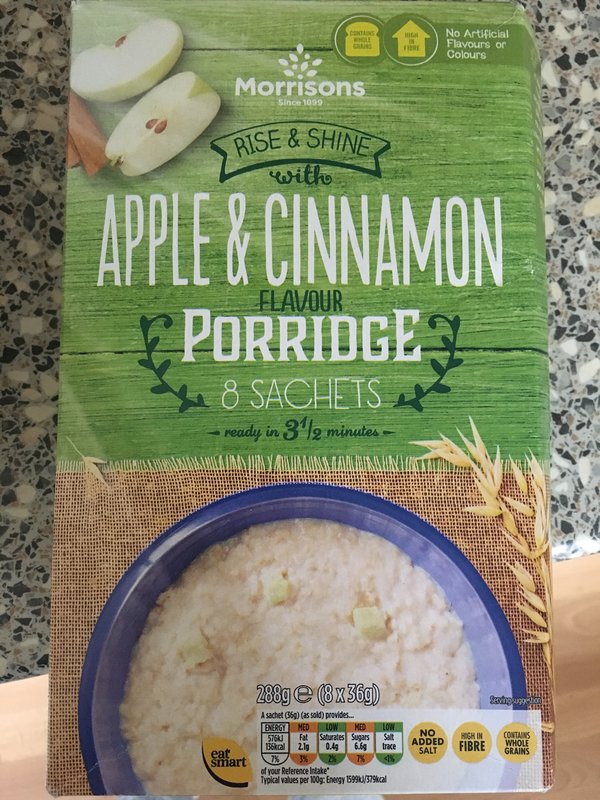 CONTAINS WHOLE GRAINS
HIGH IN FIBRE
No Artificial
Flavours or
Colours
Morrisons
Since 1899
RISE & SHINE
with
APPLE & CINNAMON
FLAVOUR
PORRIDGE
8 SACHETS
ready in 3 1/2 minutes
288g e (8 x 36g)
Serving suggestion
A sachet (36g) (as sold) provides...
ENERGY MED LOW MED LOW
576kJ Fat Saturates Sugars Salt
136kcal 2.1g 0.4g 6.6g trace
7% 3% 2% 7% <1%
of your Reference Intake*
Typical values per 100g: Energy 1599kJ/379kcal
eat smart
NO ADDED SALT
HIGH IN FIBRE
CONTAINS WHOLE GRAINS